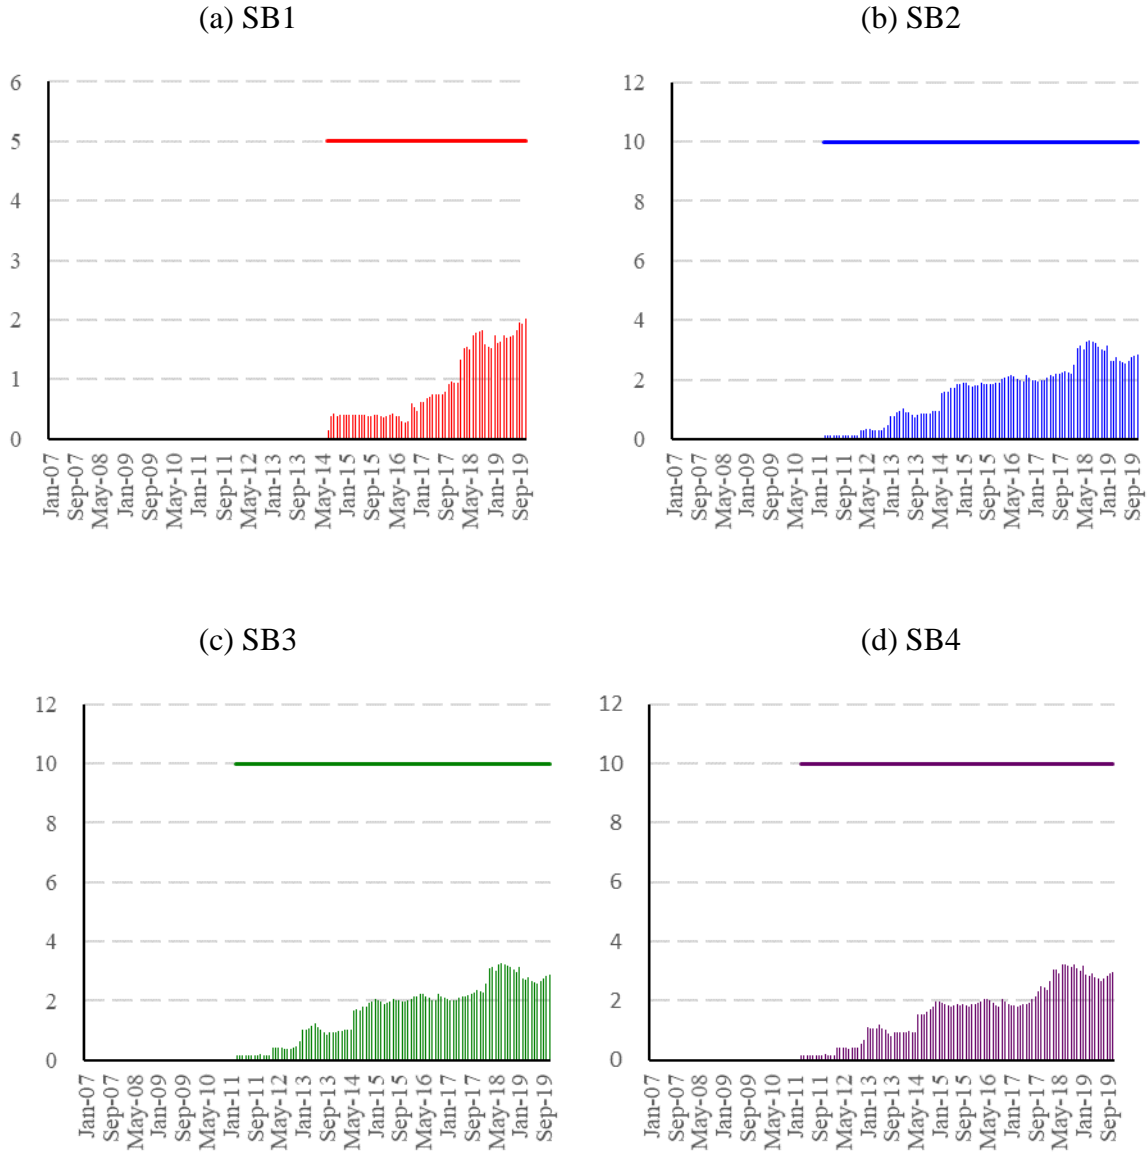 (a) SB1
6
5
4
3
2
1
0
Jan-07
Sep-07
May-08
Jan-09
Sep-09
May-10
Jan-11
Sep-11
May-12
Jan-13
Sep-13
May-14
Jan-15
Sep-15
May-16
Jan-17
Sep-17
May-18
Jan-19
Sep-19
(b) SB2
12
10
8
6
4
2
0
Jan-07
Sep-07
May-08
Jan-09
Sep-09
May-10
Jan-11
Sep-11
May-12
Jan-13
Sep-13
May-14
Jan-15
Sep-15
May-16
Jan-17
Sep-17
May-18
Jan-19
Sep-19
(c) SB3
12
10
8
6
4
2
0
Jan-07
Sep-07
May-08
Jan-09
Sep-09
May-10
Jan-11
Sep-11
May-12
Jan-13
Sep-13
May-14
Jan-15
Sep-15
May-16
Jan-17
Sep-17
May-18
Jan-19
Sep-19
(d) SB4
12
10
8
6
4
2
0
Jan-07
Sep-07
May-08
Jan-09
Sep-09
May-10
Jan-11
Sep-11
May-12
Jan-13
Sep-13
May-14
Jan-15
Sep-15
May-16
Jan-17
Sep-17
May-18
Jan-19
Sep-19